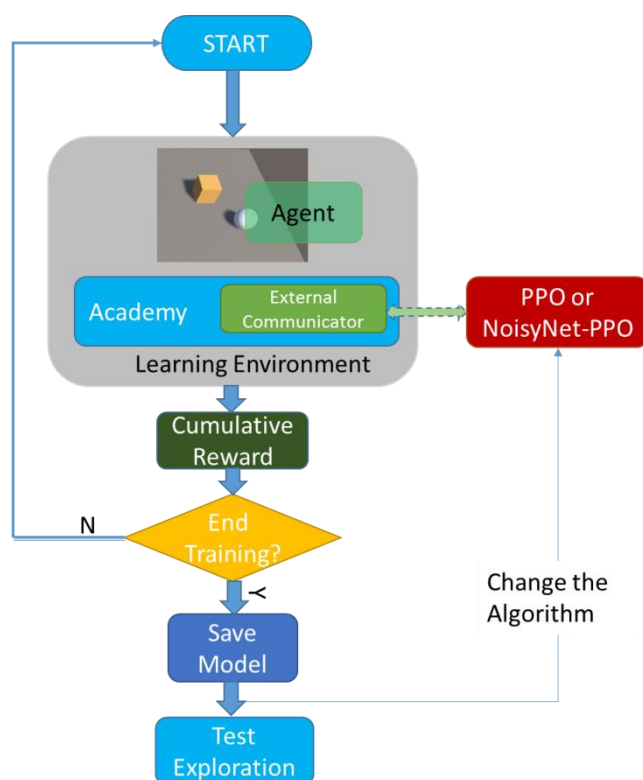 START
Agent
Academy
External
Communicator
PPO or
NoisyNet-PPO
Learning Environment
Cumulative
Reward
N
End
Training?
Y
Save
Model
Change the
Algorithm
Test
Exploration